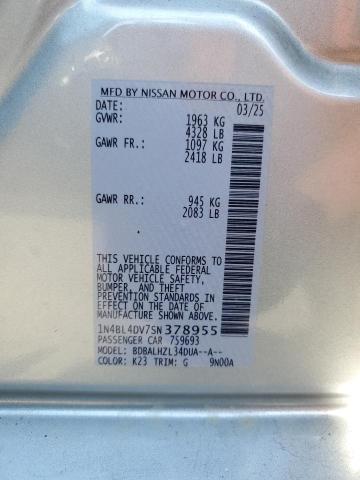 MFD BY NISSAN MOTOR CO., LTD.
DATE: 03/25
GVWR: 1963 KG
4328 LB
GAWR FR.: 1097 KG
2418 LB
GAWR RR.: 945 KG
2083 LB
THIS VEHICLE CONFORMS TO
ALL APPLICABLE FEDERAL
MOTOR VEHICLE SAFETY,
BUMPER, AND THEFT
PREVENTION STANDARDS
IN EFFECT ON THE DATE OF
MANUFACTURE SHOWN ABOVE.
1N4BL4DV7SN378955
PASSENGER CAR 759693
MODEL: BDBALHZL34DUA--A--
COLOR: K23 TRIM: G 9N00A